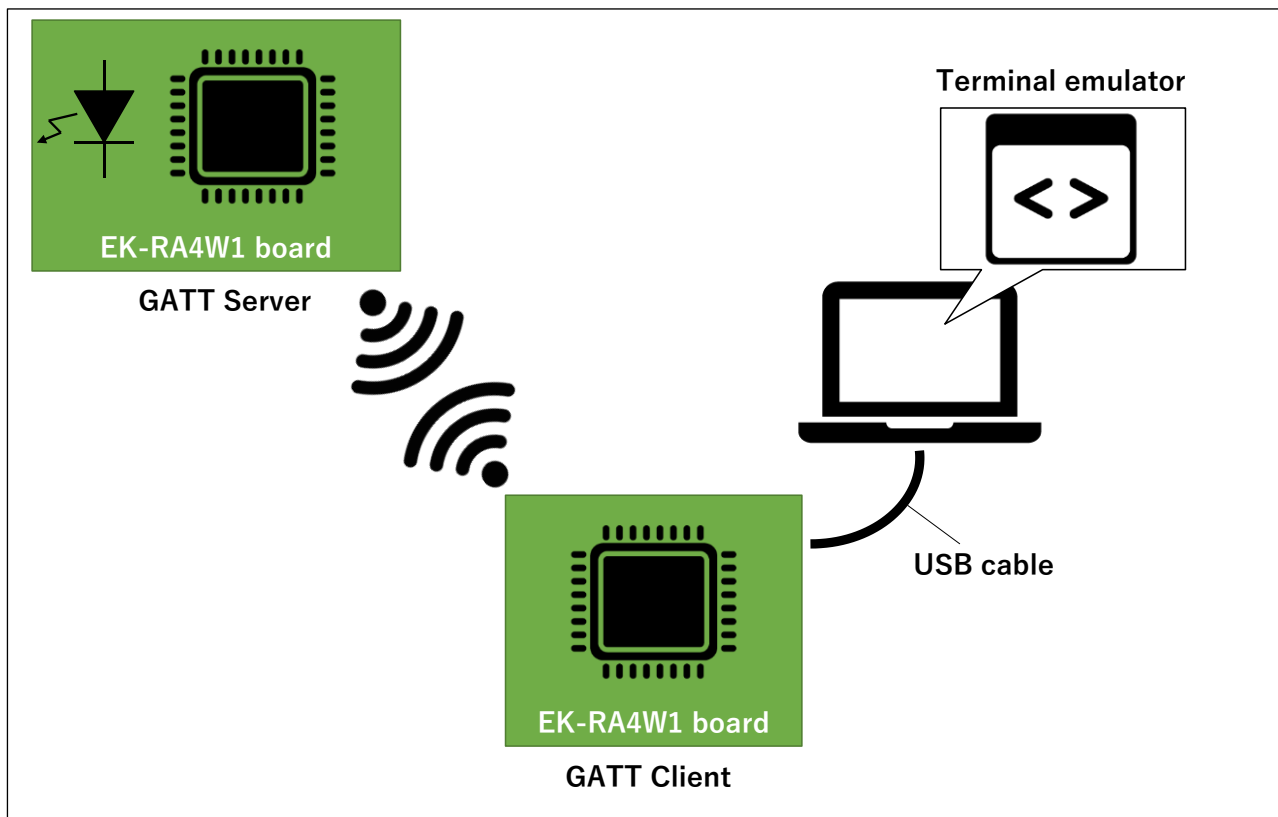 EK-RA4W1 board
GATT Server
Terminal emulator
< >
USB cable
EK-RA4W1 board
GATT Client